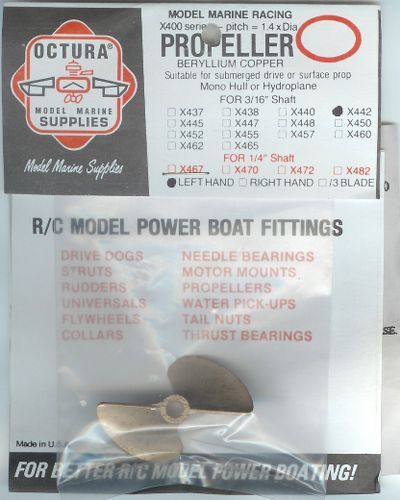 OCTURA®
MODEL MARINE
SUPPLIES
Model Marine Supplies
MODEL MARINE RACING
X400 series – pitch = 1.4 x Dia
PROPELLER
BERYLLIUM COPPER
Suitable for submerged drive or surface prop
Mono Hull or Hydroplane
FOR 3/16" Shaft
X437 X438 X440 X442
X445 X447 X448 X450
X452 X455 X457 X460
X462 X465
FOR 1/4" Shaft
X467 X470 X472 X482
LEFT HAND RIGHT HAND /3 BLADE
R/C MODEL POWER BOAT FITTINGS
DRIVE DOGS NEEDLE BEARINGS
STRUTS MOTOR MOUNTS
RUDDERS PROPELLERS
UNIVERSALS WATER PICK-UPS
FLYWHEELS TAIL NUTS
COLLARS THRUST BEARINGS
Made in U.S.A.
FOR BETTER R/C MODEL POWER BOATING!